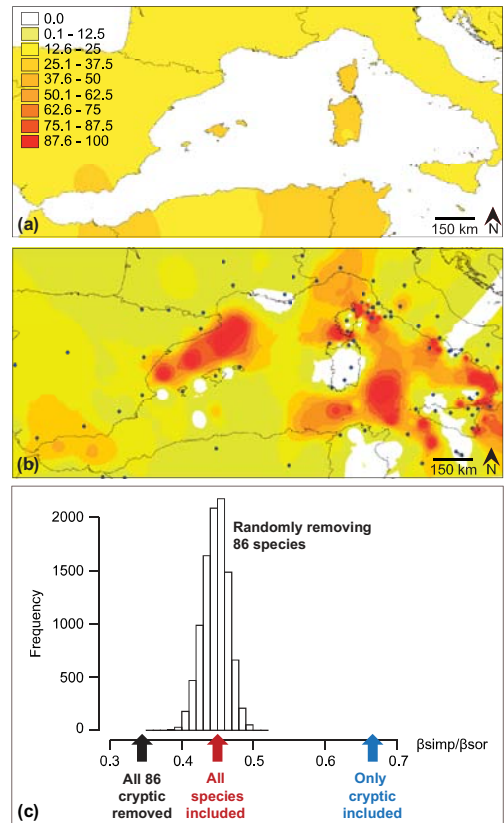 0.0
0.1 - 12.5
12.6 - 25
25.1 - 37.5
37.6 - 50
50.1 - 62.5
62.6 - 75
75.1 - 87.5
87.6 - 100
(a)
150 km
N
(b)
150 km
N
2000
1500
1000
500
0
Frequency
Randomly removing
86 species
0.3
0.4
0.5
0.6
0.7
βsimp/βsor
All 86
cryptic
removed
All
species
included
Only
cryptic
included
(c)